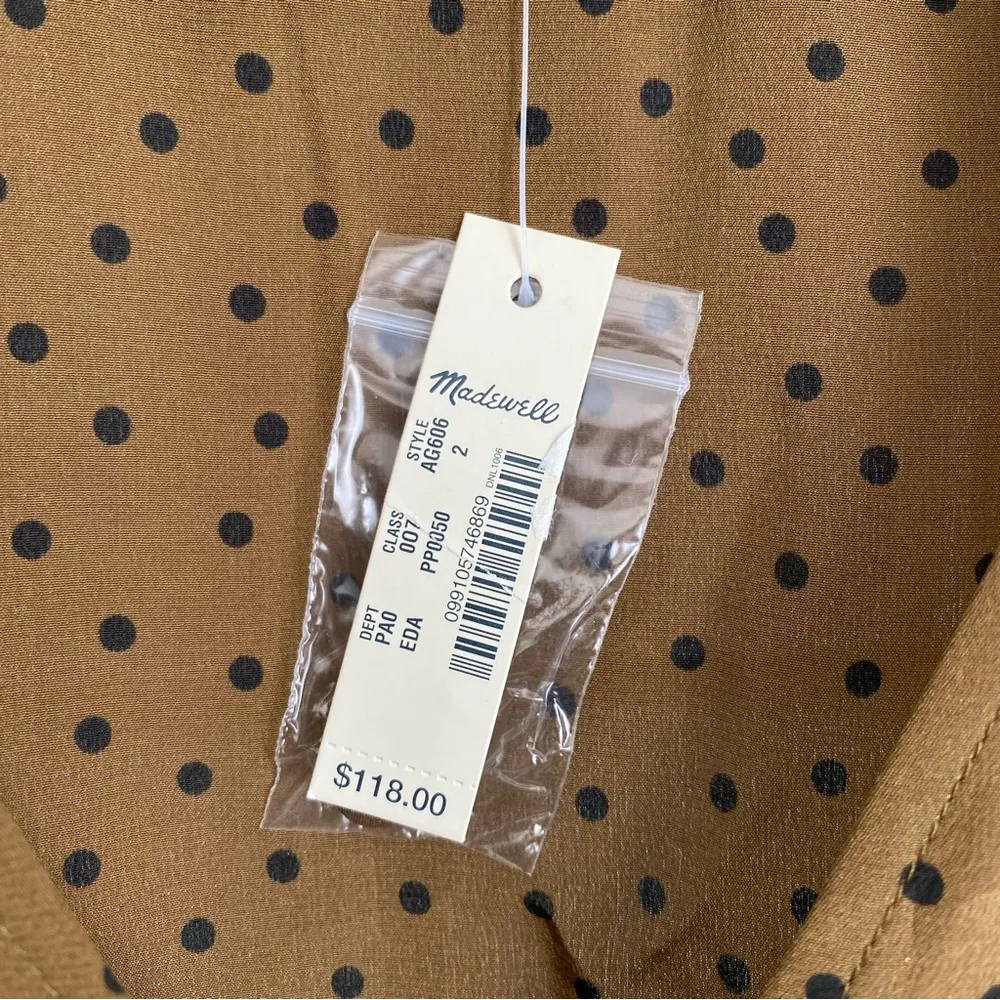 Madewell
STYLE
AG606
2
CLASS
007
PP0050
DEPT
PA0
EDA
099105746869
DNL1006
$118.00